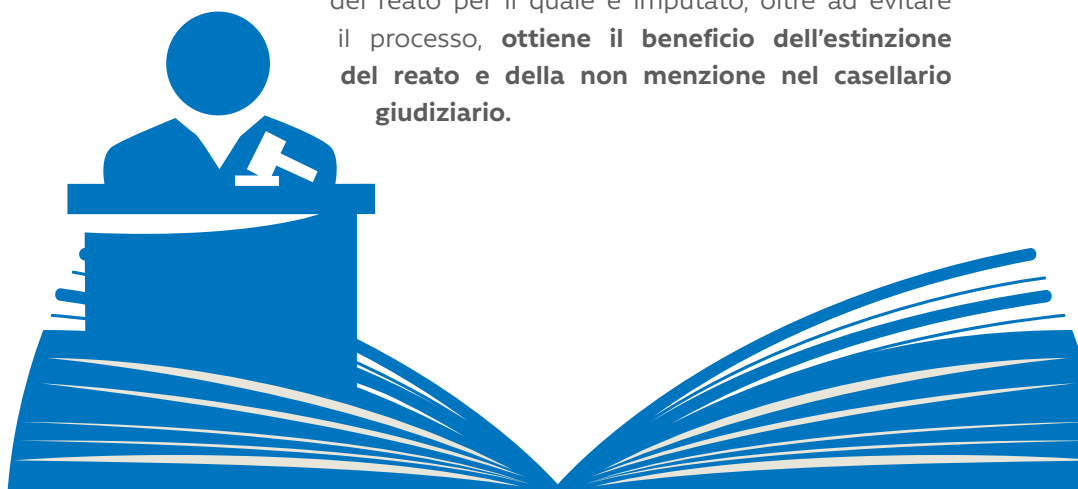 del reato per il quale è imputato, oltre ad evitare
il processo, ottiene il beneficio dell'estinzione
del reato e della non menzione nel casellario
giudiziario.